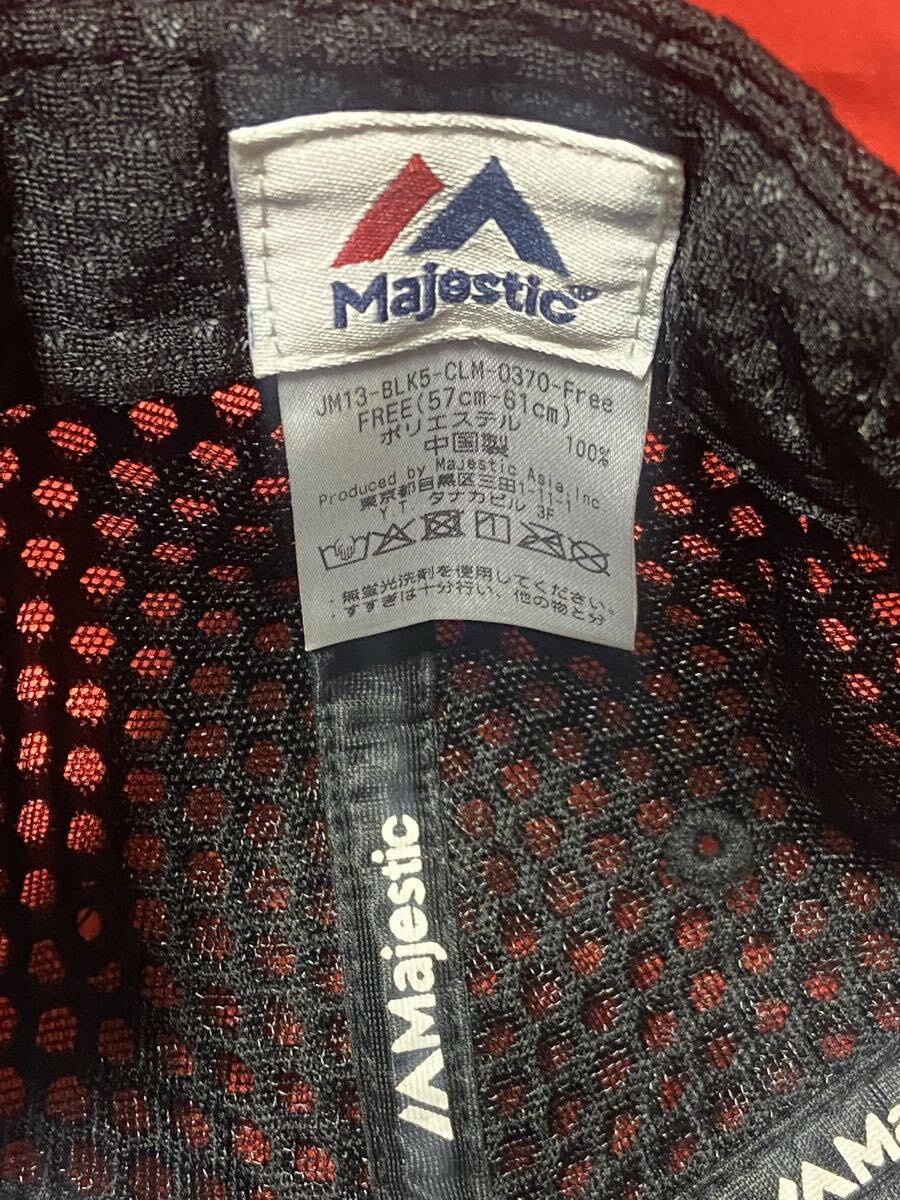 Majestic
JM13-BLK5-CLM-0370-Free
FREE(57cm-61cm)
ポリエステル 100%
中国製
Produced by Majestic Asia,Inc
東京都目黒区三田1-11-1
Y.T. タナカビル 3F
・無蛍光洗剤を使用してください。
・すすぎは十分行い、他の物と分
Majestic
Ma